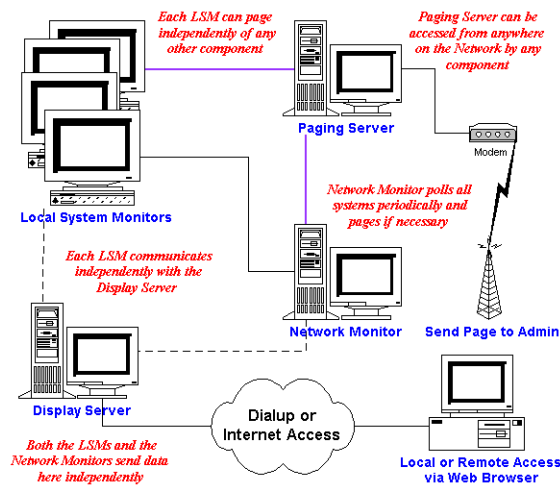 Each LSM can page
independently of any
other component
Paging Server can be
accessed from anywhere
on the Network by any
component
Paging Server
Modem
Local System Monitors
Network Monitor polls all
systems periodically and
pages if necessary
Each LSM communicates
independently with the
Display Server
Network Monitor
Send Page to Admin
Display Server
Dialup or
Internet Access
Both the LSMs and the
Network Monitors send data
here independently
Local or Remote Access
via Web Browser